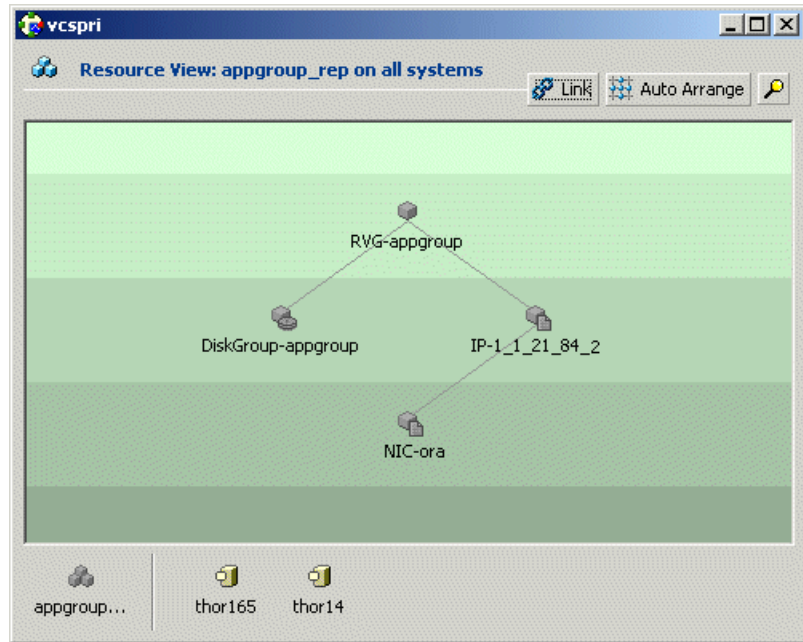 vcspri
Resource View: appgroup_rep on all systems
Link
Auto Arrange
RVG-appgroup
DiskGroup-appgroup
IP-1_1_21_84_2
NIC-ora
appgroup...
thor165
thor14